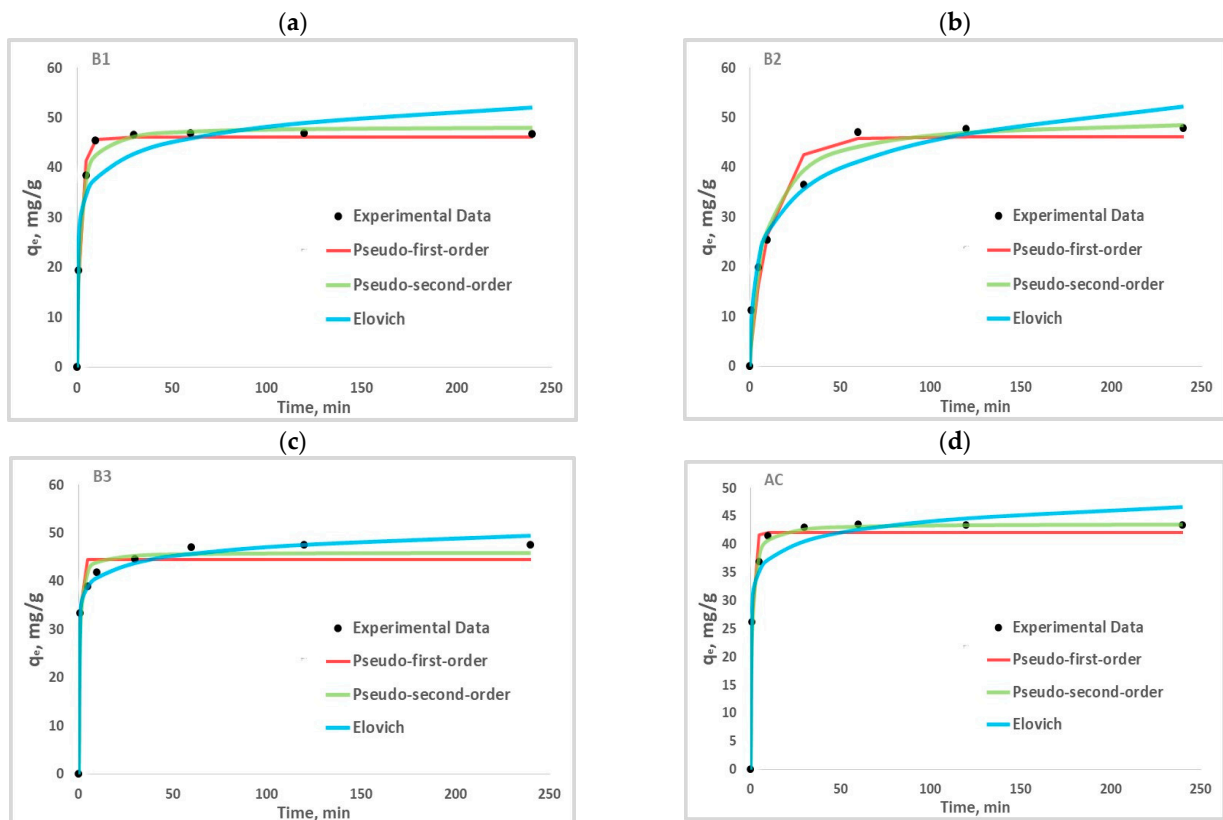 (a)
B1
60
50
40
30
20
10
0
qe, mg/g
Experimental Data
Pseudo-first-order
Pseudo-second-order
Elovich
0 50 100 150 200 250
Time, min
(b)
B2
60
50
40
30
20
10
0
qe, mg/g
Experimental Data
Pseudo-first-order
Pseudo-second-order
Elovich
0 50 100 150 200 250
Time, min
(c)
B3
60
50
40
30
20
10
0
qe, mg/g
Experimental Data
Pseudo-first-order
Pseudo-second-order
Elovich
0 50 100 150 200 250
Time, min
(d)
AC
50
45
40
35
30
25
20
15
10
5
0
qe, mg/g
Experimental Data
Pseudo-first-order
Pseudo-second-order
Elovich
0 50 100 150 200 250
Time, min